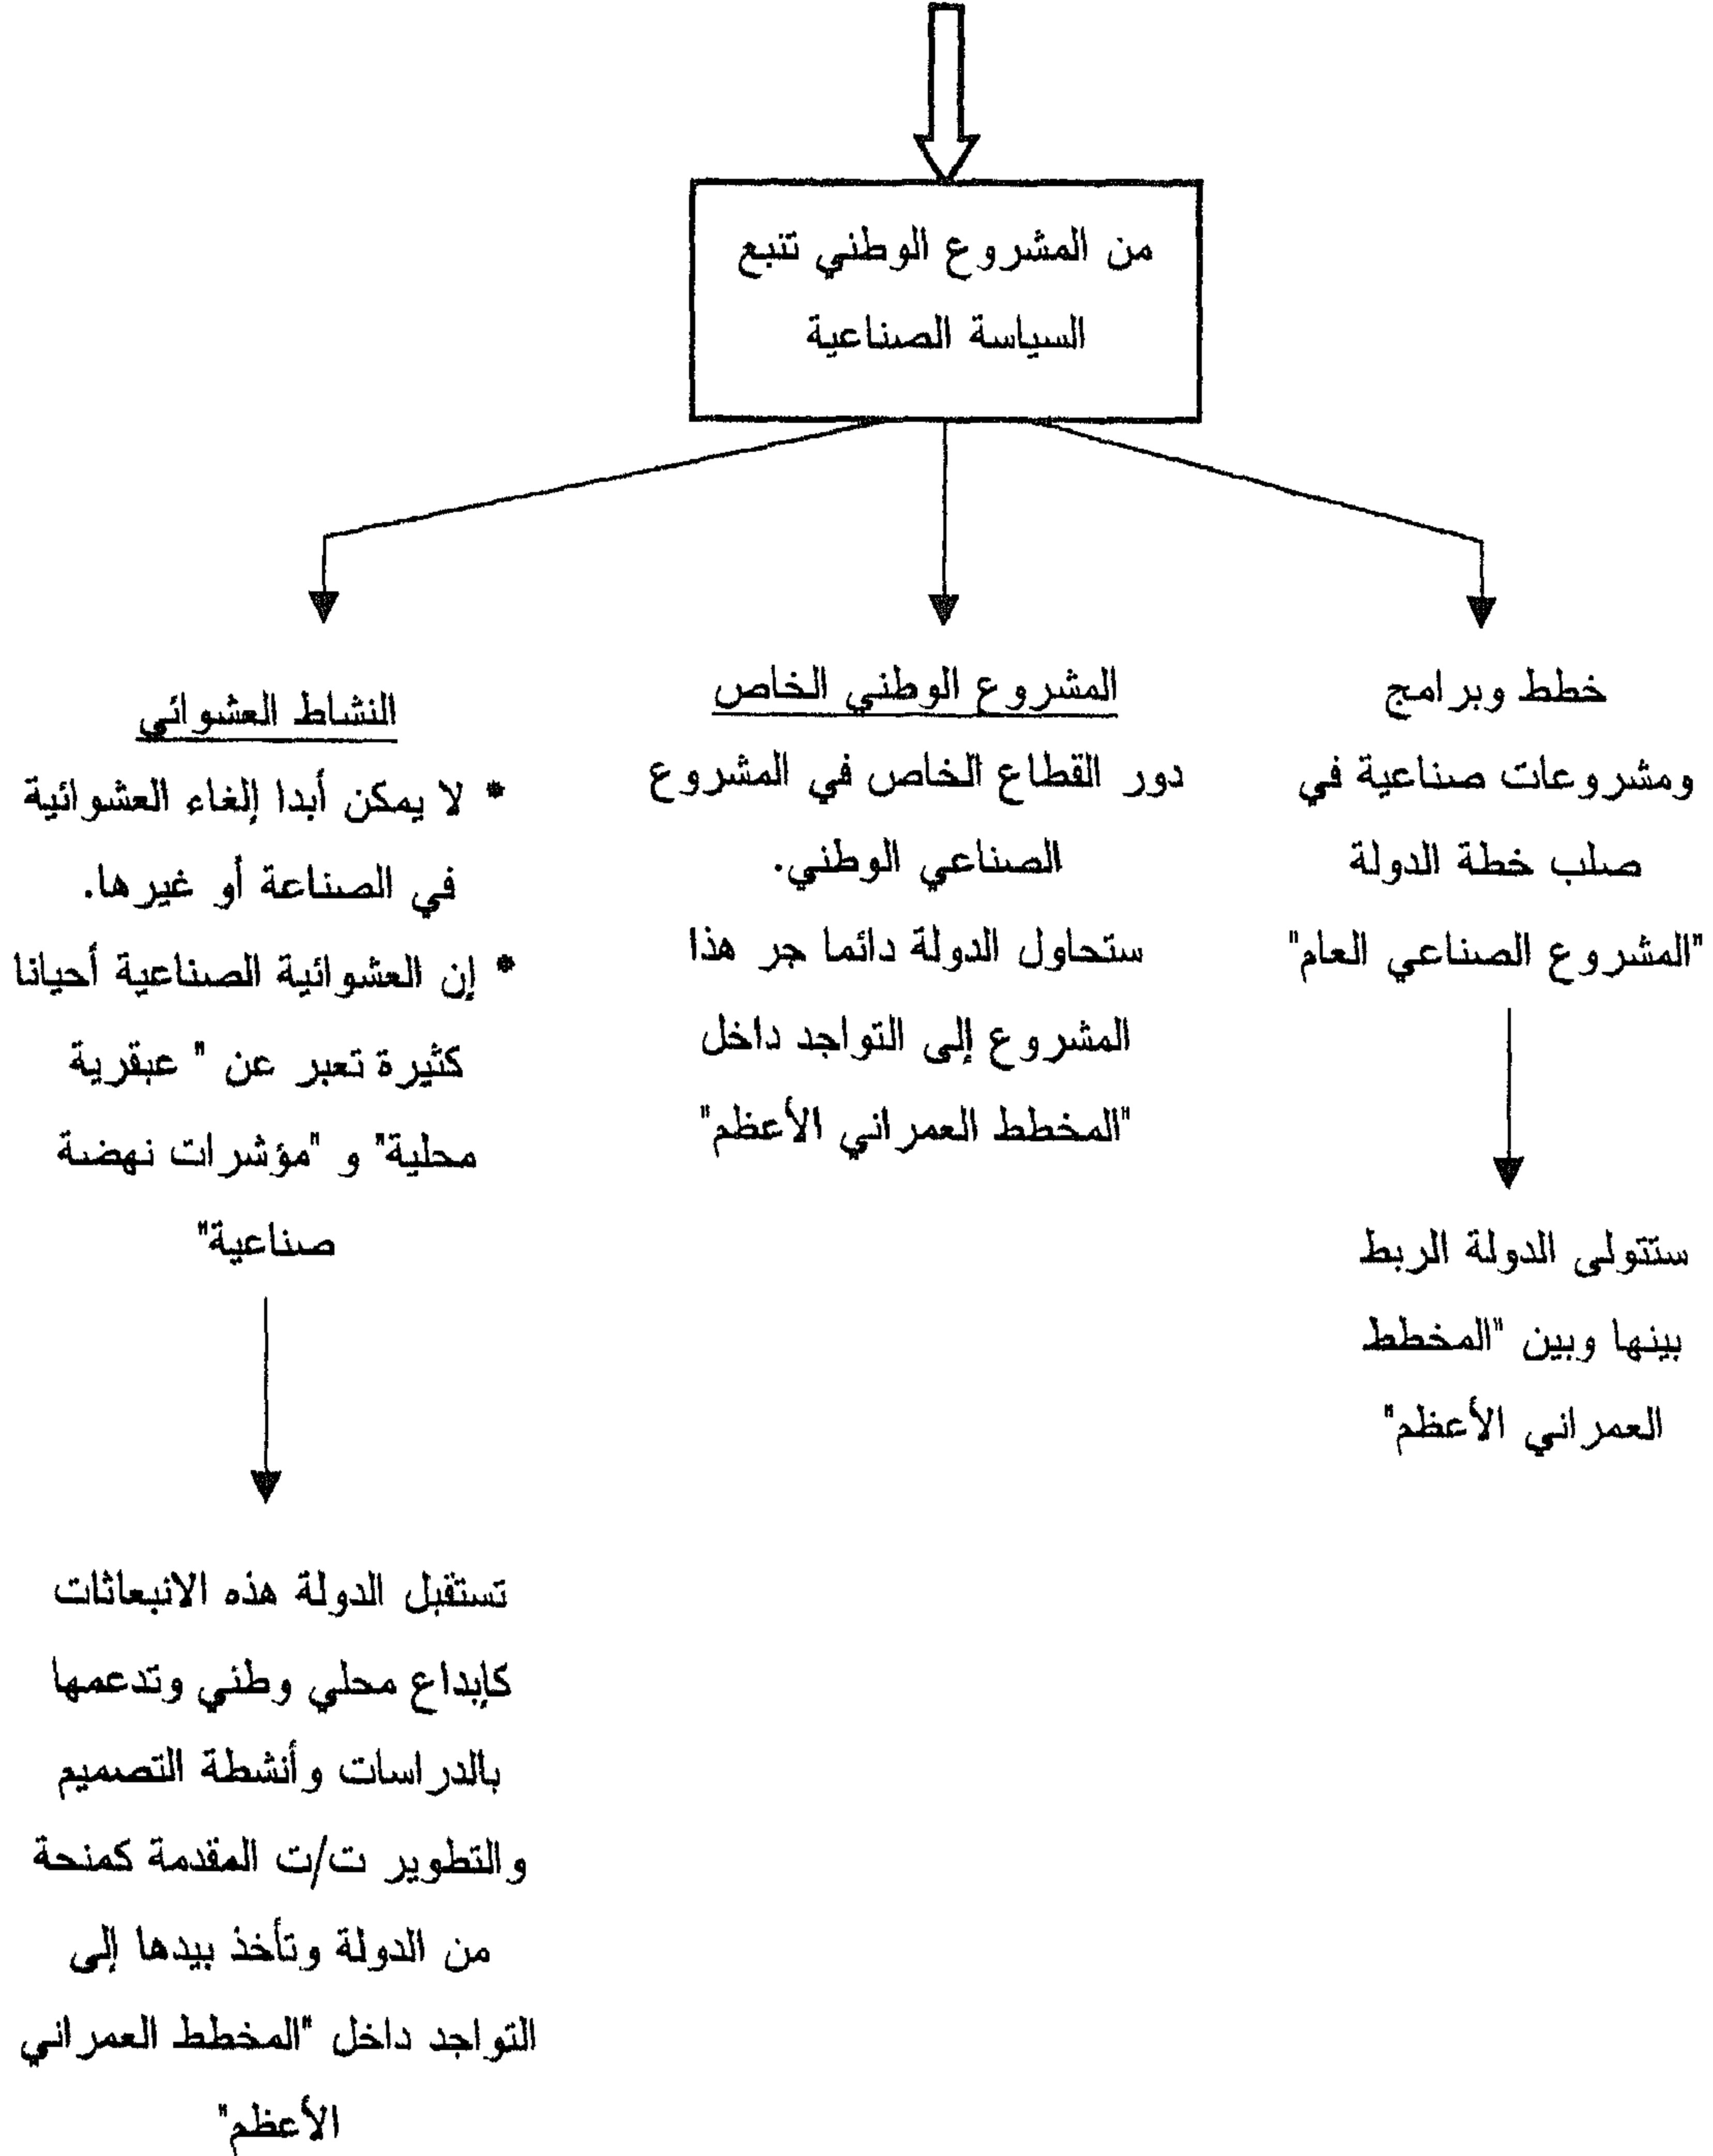 من المشروع الوطني تنبع
السياسة الصناعية
خطط وبرامج
ومشروعات صناعية في
صلب خطة الدولة
"المشروع الصناعي العام"
ستتولى الدولة الربط
بينها وبين "المخطط
العمراني الأعظم"
المشروع الوطني الخاص
دور القطاع الخاص في المشروع
الصناعي الوطني.
ستحاول الدولة دائما جر هذا
المشروع إلى التواجد داخل
"المخطط العمراني الأعظم"
النشاط العشوائي
* لا يمكن أبدا إلغاء العشوائية
في الصناعة أو غيرها.
* إن العشوائية الصناعية أحيانا
كثيرة تعبر عن " عبقرية
محلية" و "مؤشرات نهضة
صناعية"
تستقبل الدولة هذه الانبعاثات
كإبداع محلي وطني وتدعمها
بالدراسات وأنشطة التصميم
والتطوير ت/ت المقدمة كمنحة
من الدولة وتأخذ بيدها إلى
التواجد داخل "المخطط العمراني
الأعظم"